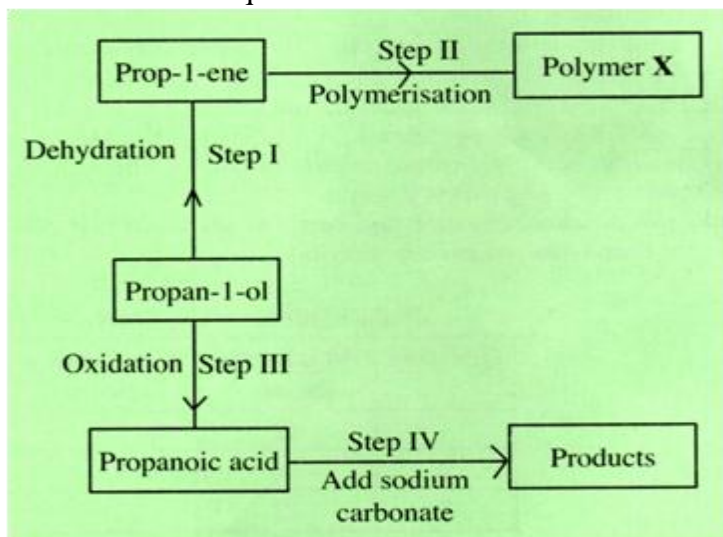 Prop-1-ene
Step II
Polymerisation
Polymer X
Dehydration
Step I
Propan-1-ol
Oxidation
Step III
Propanoic acid
Step IV
Add sodium
carbonate
Products